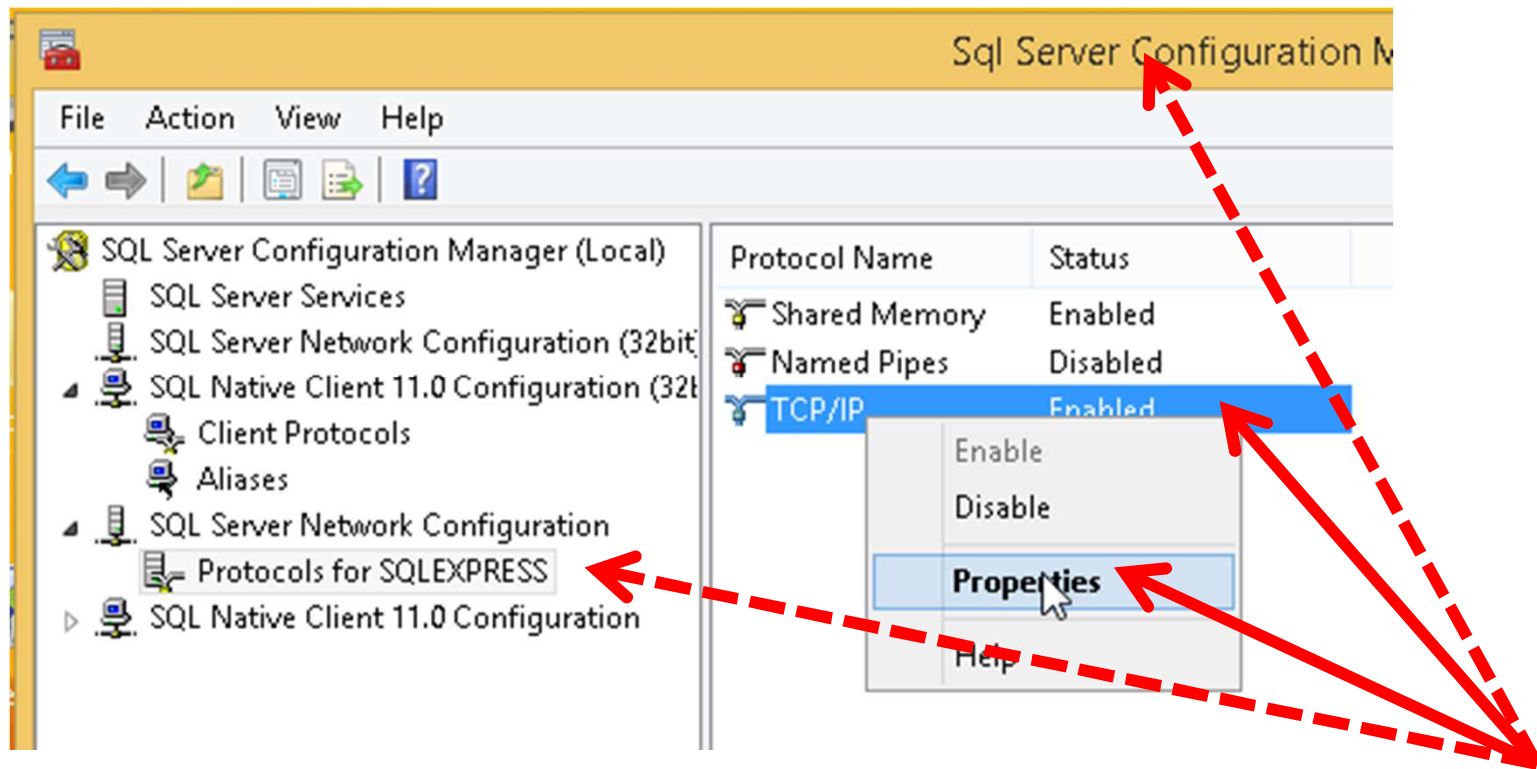 Sql Server Configuration M
File Action View Help
SQL Server Configuration Manager (Local)
SQL Server Services
SQL Server Network Configuration (32bit)
SQL Native Client 11.0 Configuration (32b
Client Protocols
Aliases
SQL Server Network Configuration
Protocols for SQLEXPRESS
SQL Native Client 11.0 Configuration
Protocol Name Status
Shared Memory Enabled
Named Pipes Disabled
TCP/IP Enabled
Enable
Disable
Properties
Help